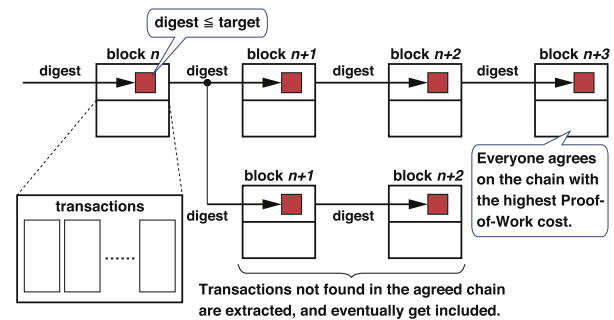 digest ≦ target
block n
block n+1
block n+2
block n+3
digest
digest
digest
digest
Everyone agrees
on the chain with
the highest Proof-
of-Work cost.
block n+1
block n+2
transactions
......
digest
digest
Transactions not found in the agreed chain
are extracted, and eventually get included.